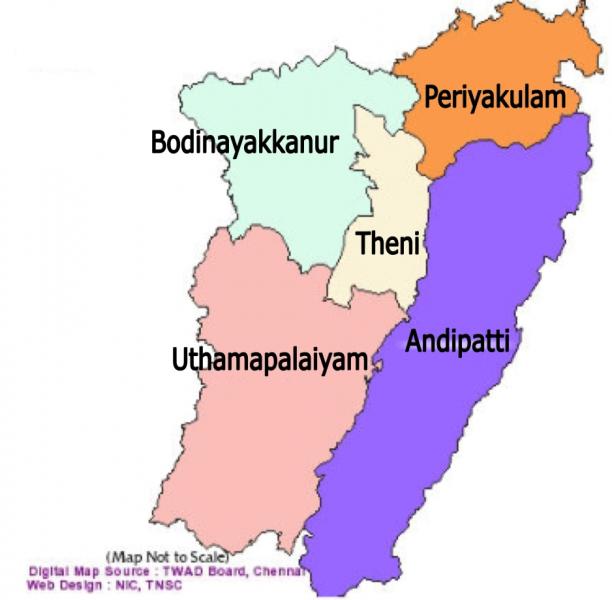 Periyakulam
Bodinayakkanur
Theni
Andipatti
Uthamapalaiyam
(Map Not to Scale)
Digital Map Source : TWAD Board, Chennai
Web Design : NIC, TNSC